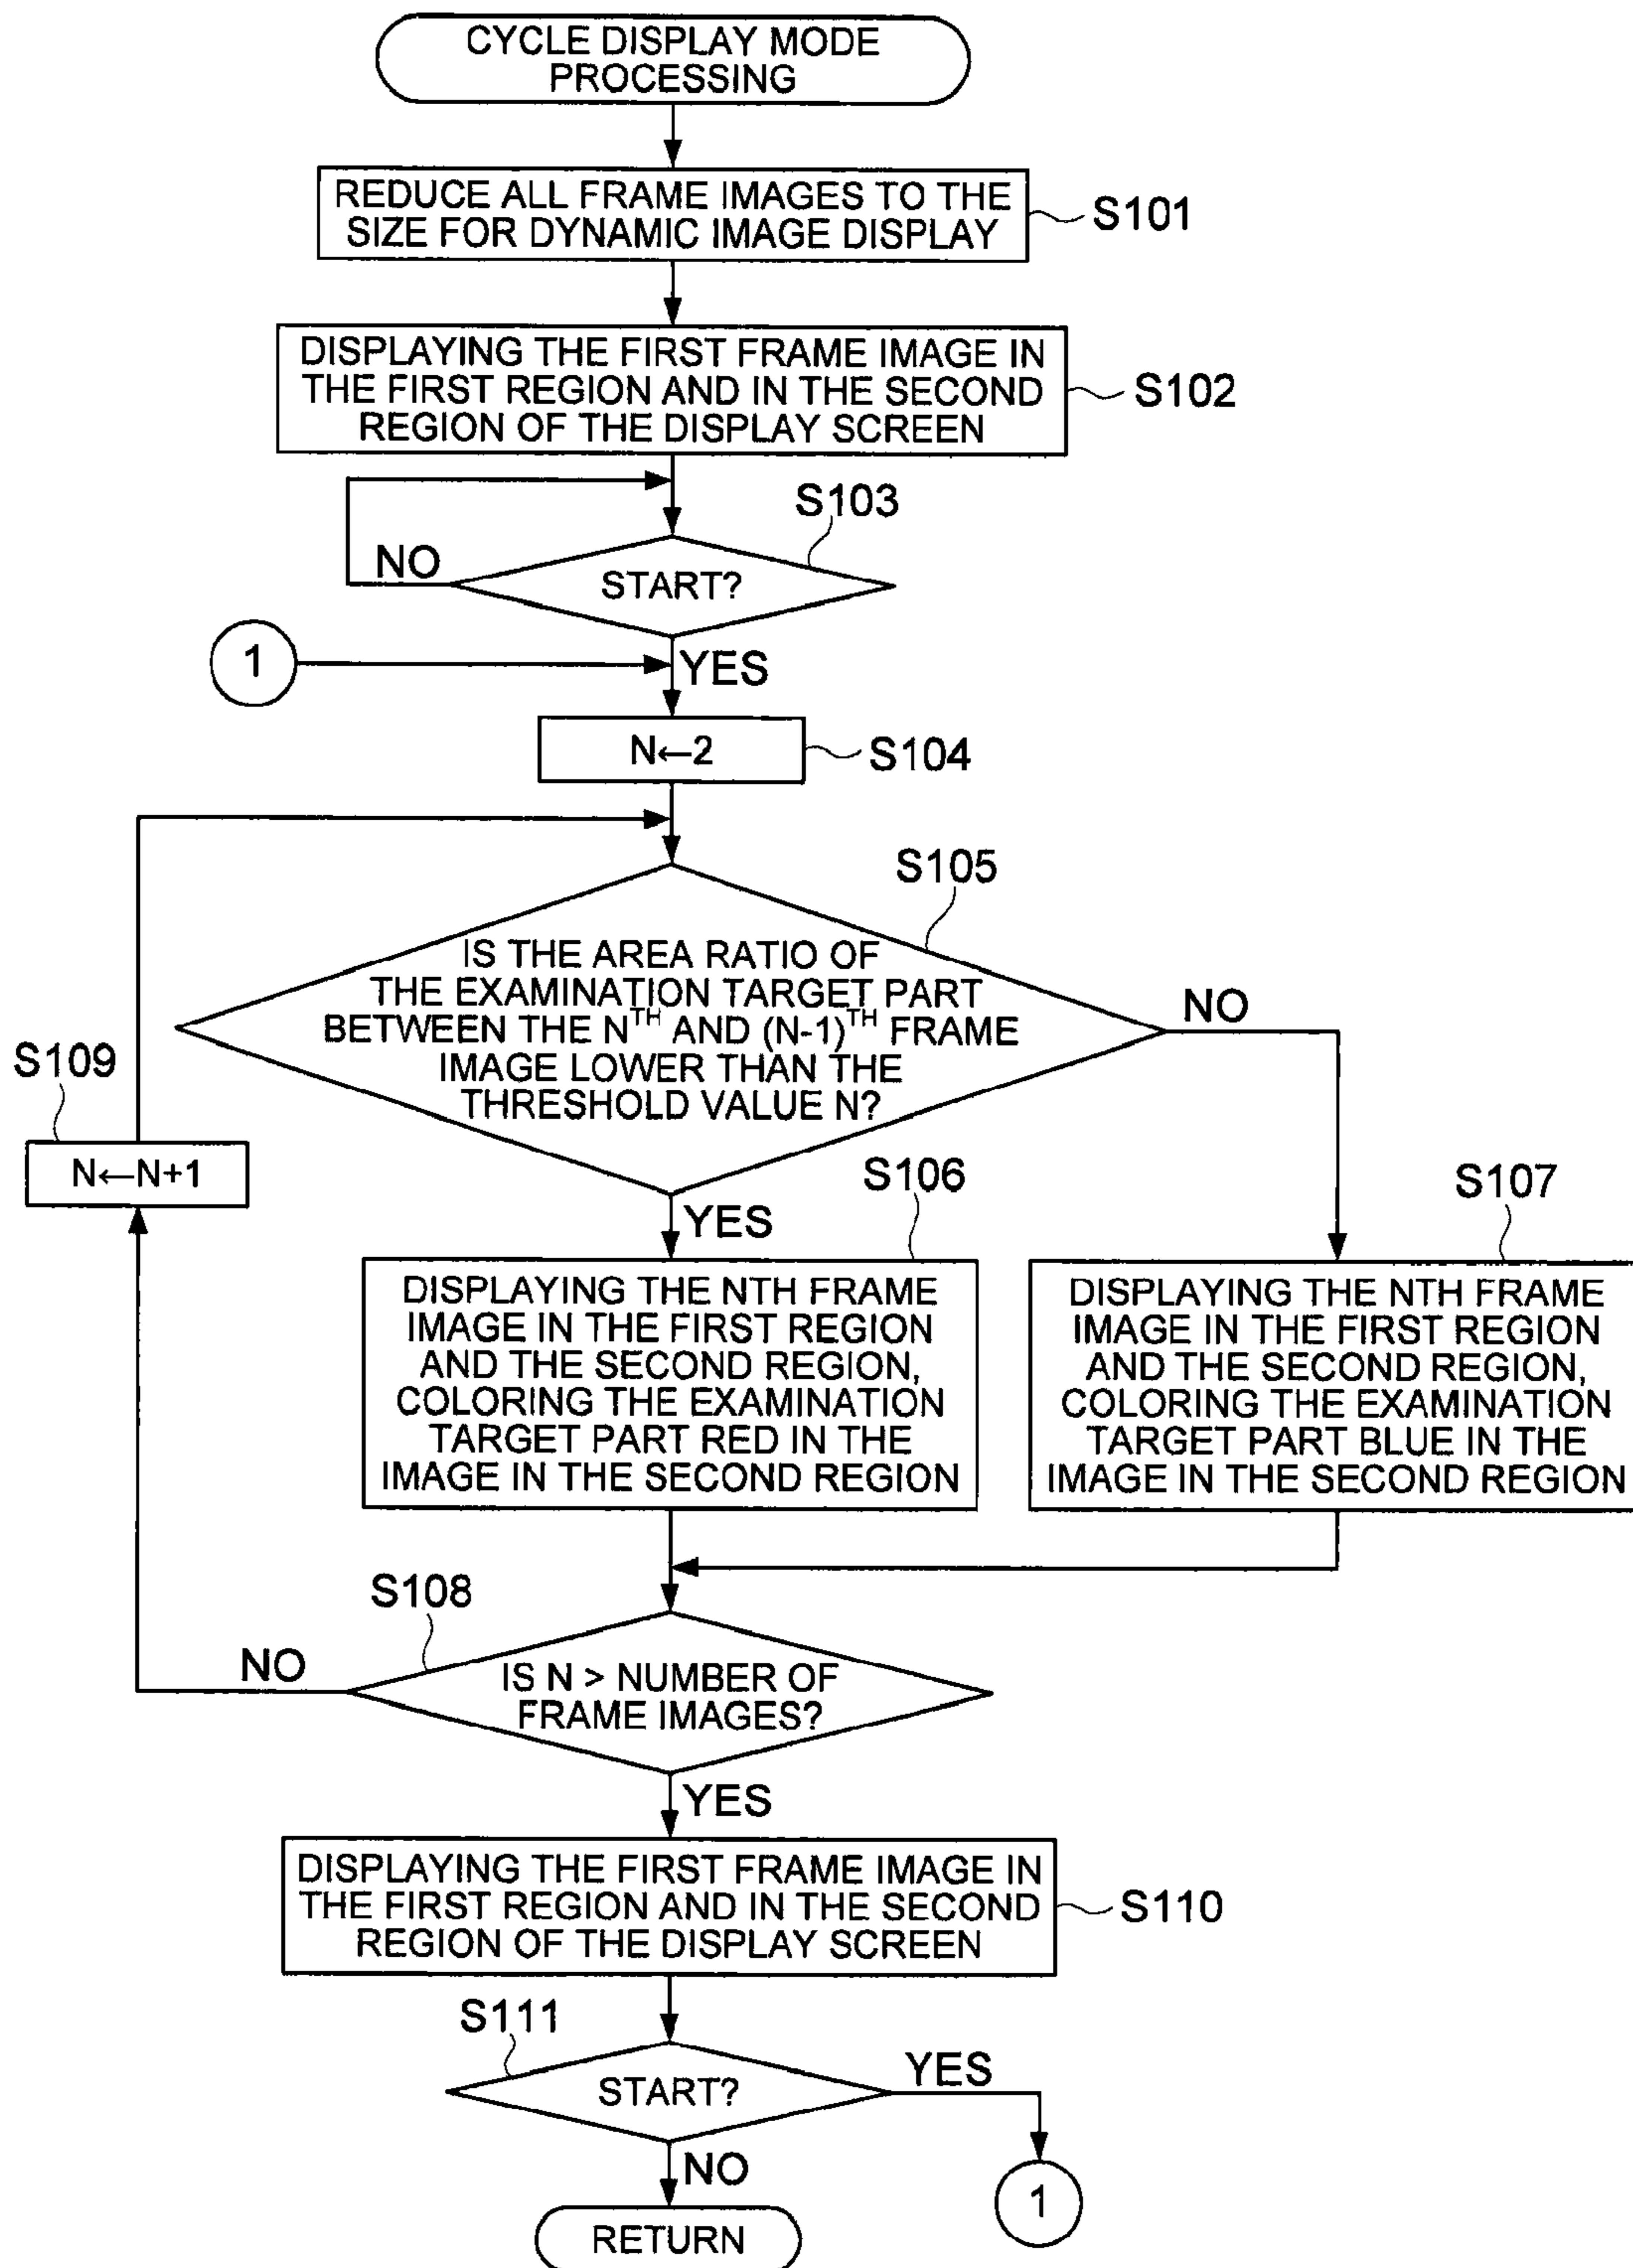 CYCLE DISPLAY MODE
PROCESSING
REDUCE ALL FRAME IMAGES TO THE
SIZE FOR DYNAMIC IMAGE DISPLAY
S101
DISPLAYING THE FIRST FRAME IMAGE IN
THE FIRST REGION AND IN THE SECOND
REGION OF THE DISPLAY SCREEN
S102
S103
NO
START?
1
YES
N←2
S104
S105
IS THE AREA RATIO OF
THE EXAMINATION TARGET PART
BETWEEN THE N^TH AND (N-1)^TH FRAME
IMAGE LOWER THAN THE
THRESHOLD VALUE N?
NO
S109
N←N+1
S106
YES
S107
DISPLAYING THE NTH FRAME
IMAGE IN THE FIRST REGION
AND THE SECOND REGION,
COLORING THE EXAMINATION
TARGET PART RED IN THE
IMAGE IN THE SECOND REGION
DISPLAYING THE NTH FRAME
IMAGE IN THE FIRST REGION
AND THE SECOND REGION,
COLORING THE EXAMINATION
TARGET PART BLUE IN THE
IMAGE IN THE SECOND REGION
S108
NO
IS N > NUMBER OF
FRAME IMAGES?
YES
DISPLAYING THE FIRST FRAME IMAGE IN
THE FIRST REGION AND IN THE SECOND
REGION OF THE DISPLAY SCREEN
S110
S111
START?
YES
NO
1
RETURN